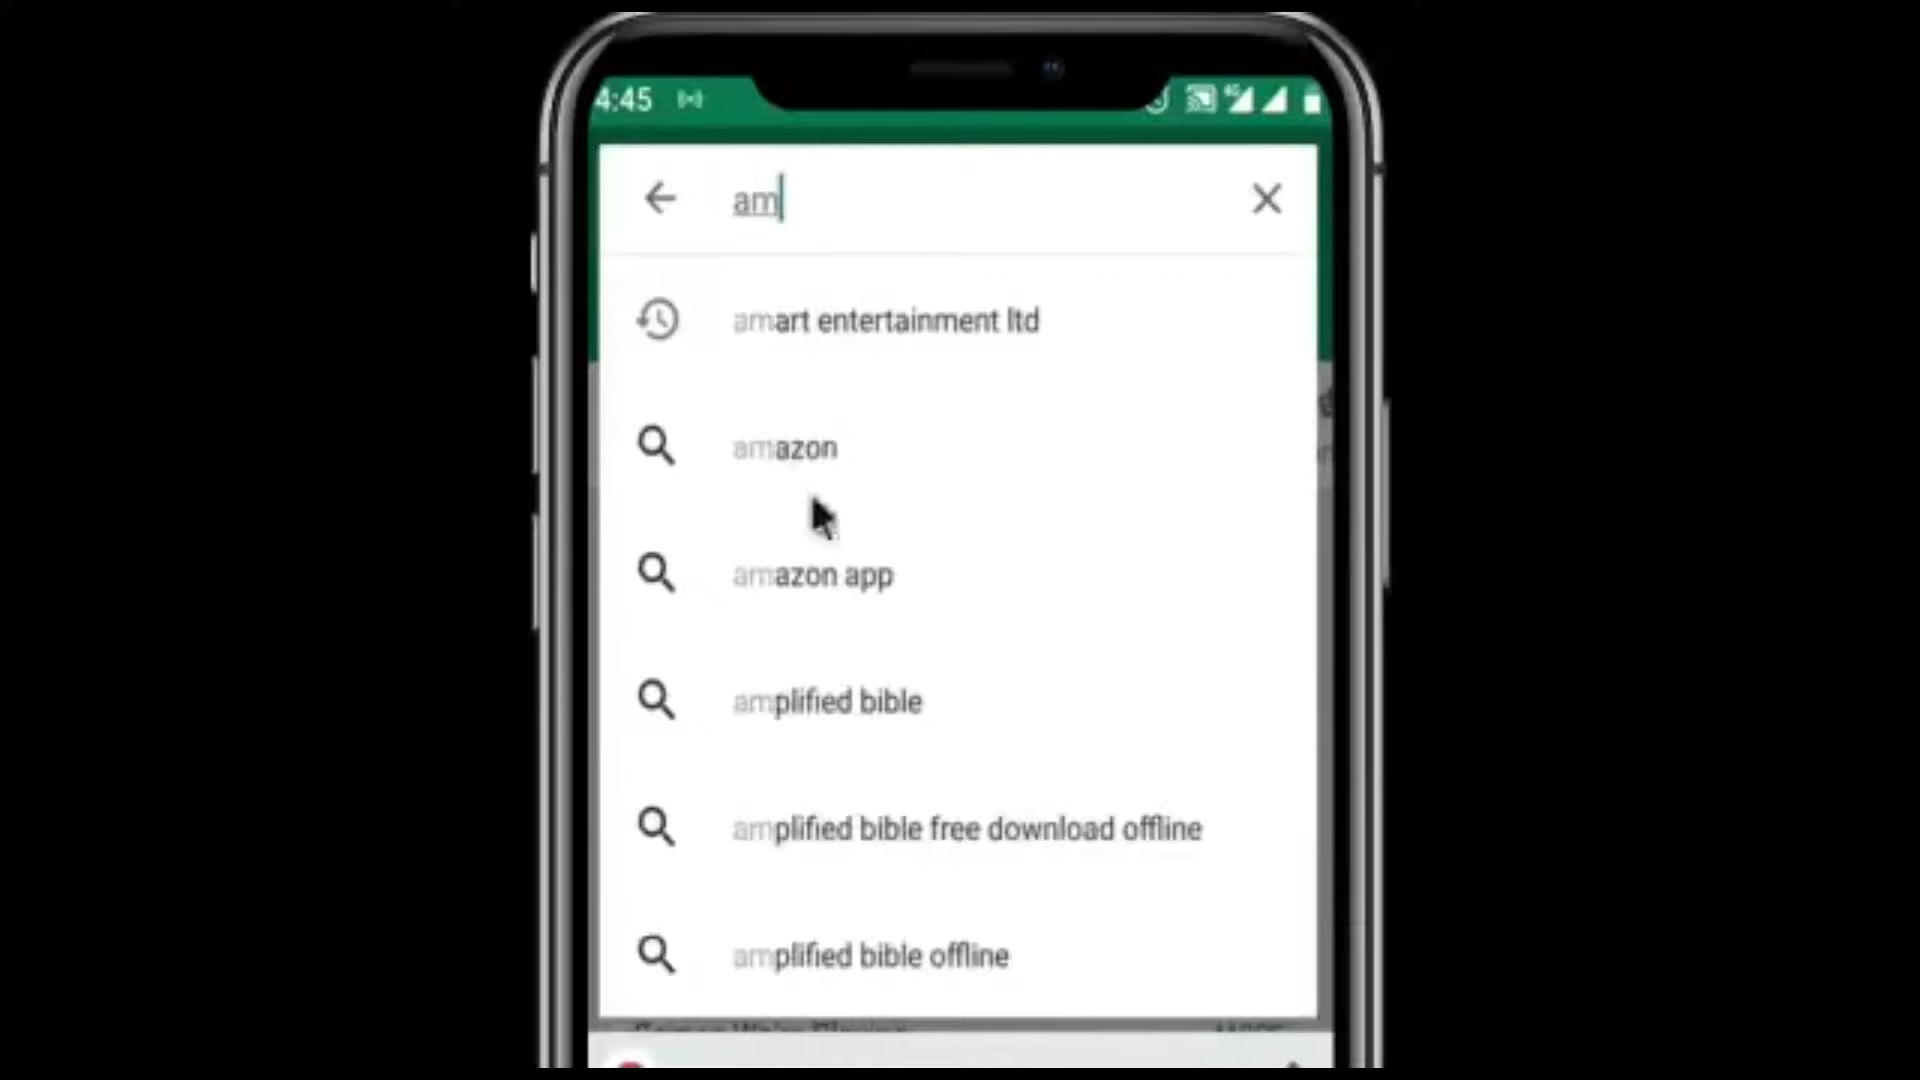 4:45
4G
am
amart entertainment ltd
amazon
amazon app
amplified bible
amplified bible free download offline
amplified bible offline